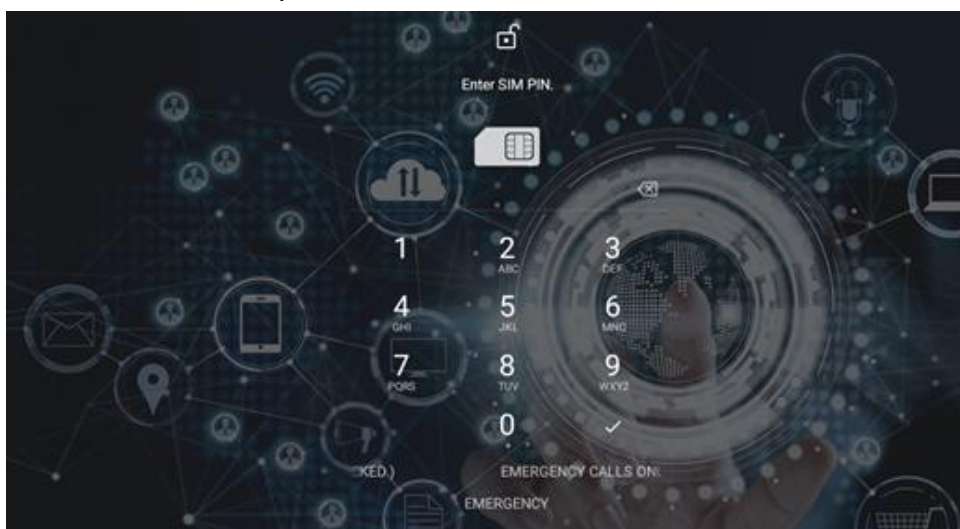 Enter SIM PIN.
1 2 3
ABC DEF
4 5 6
GHI JKL MNO
7 8 9
PQRS TUV WXYZ
0
KED.) EMERGENCY CALLS ON
EMERGENCY